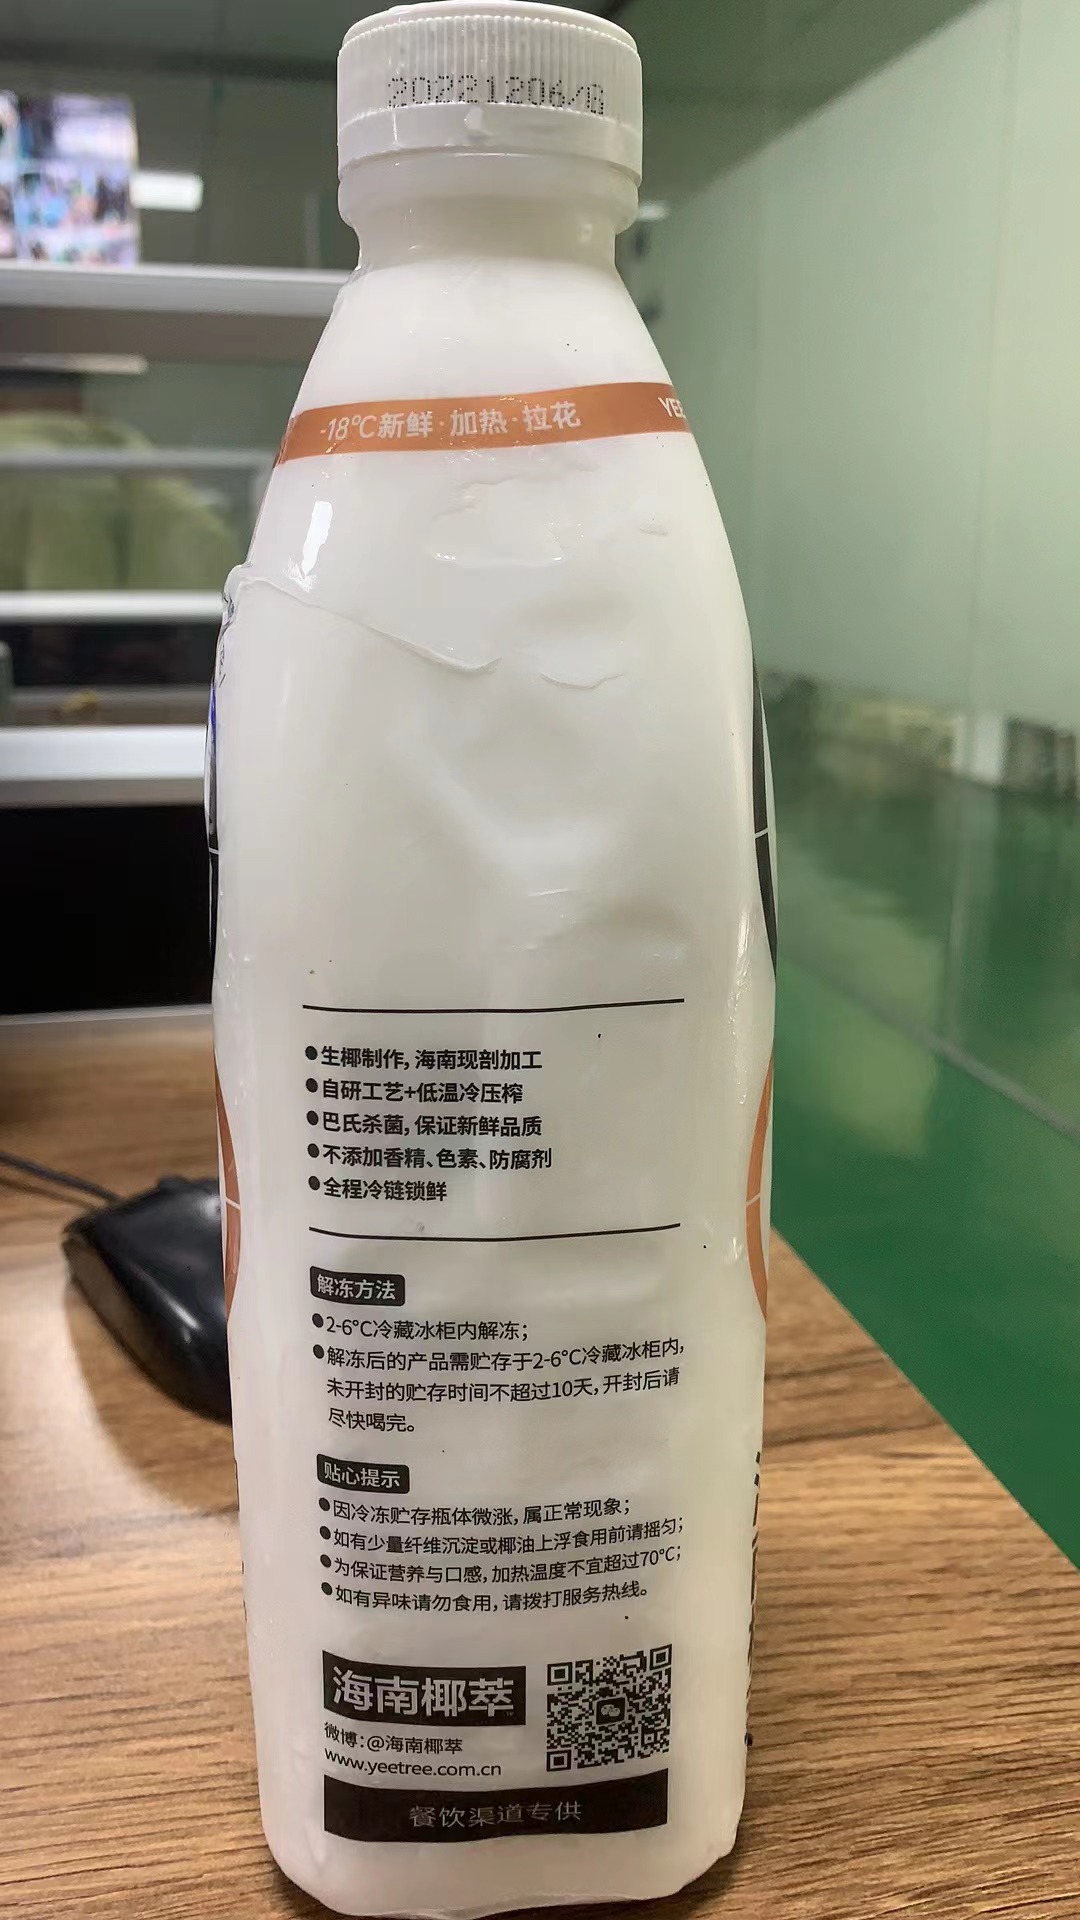 20221206/B
-18℃新鲜·加热·拉花
YEE
●生椰制作,海南现剖加工
●自研工艺+低温冷压榨
●巴氏杀菌,保证新鲜品质
●不添加香精、色素、防腐剂
●全程冷链锁鲜
解冻方法
●2-6℃冷藏冰柜内解冻;
●解冻后的产品需贮存于2-6℃冷藏冰柜内,
未开封的贮存时间不超过10天,开封后请
尽快喝完。
贴心提示
●因冷冻贮存瓶体微涨,属正常现象;
●如有少量纤维沉淀或椰油上浮食用前请摇匀;
●为保证营养与口感,加热温度不宜超过70℃;
●如有异味请勿食用,请拨打服务热线。
海南椰萃
微博:@海南椰萃
www.yeetree.com.cn
餐饮渠道专供